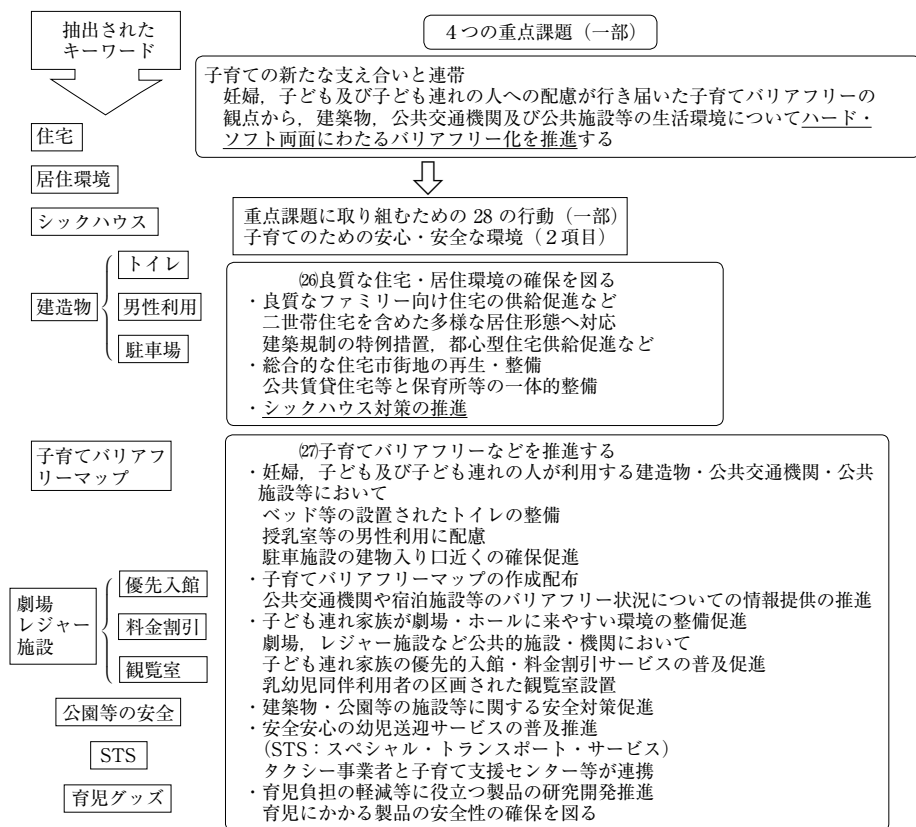 抽出された
キーワード
４つの重点課題（一部）
子育ての新たな支え合いと連帯
妊婦，子ども及び子ども連れの人への配慮が行き届いた子育てバリアフリーの
観点から，建築物，公共交通機関及び公共施設等の生活環境についてハード・
ソフト両面にわたるバリアフリー化を推進する
住宅
居住環境
シックハウス
重点課題に取り組むための 28 の行動（一部）
子育てのための安心・安全な環境（２項目）
建造物
トイレ
男性利用
駐車場
㉖良質な住宅・居住環境の確保を図る
・良質なファミリー向け住宅の供給促進など
二世帯住宅を含めた多様な居住形態へ対応
建築規制の特例措置，都心型住宅供給促進など
・総合的な住宅市街地の再生・整備
公共賃貸住宅等と保育所等の一体的整備
・シックハウス対策の推進
子育てバリアフ
リーマップ
㉗子育てバリアフリーなどを推進する
・妊婦，子ども及び子ども連れの人が利用する建造物・公共交通機関・公共
施設等において
ベッド等の設置されたトイレの整備
授乳室等の男性利用に配慮
駐車施設の建物入り口近くの確保促進
・子育てバリアフリーマップの作成配布
公共交通機関や宿泊施設等のバリアフリー状況についての情報提供の推進
・子ども連れ家族が劇場・ホールに来やすい環境の整備促進
劇場，レジャー施設など公共的施設・機関において
子ども連れ家族の優先的入館・料金割引サービスの普及促進
乳幼児同伴利用者の区画された観覧室設置
・建築物・公園等の施設等に関する安全対策促進
・安全安心の幼児送迎サービスの普及推進
（STS：スペシャル・トランスポート・サービス）
タクシー事業者と子育て支援センター等が連携
・育児負担の軽減等に役立つ製品の研究開発推進
育児にかかる製品の安全性の確保を図る
劇場
レジャー
施設
優先入館
料金割引
観覧室
公園等の安全
STS
育児グッズ